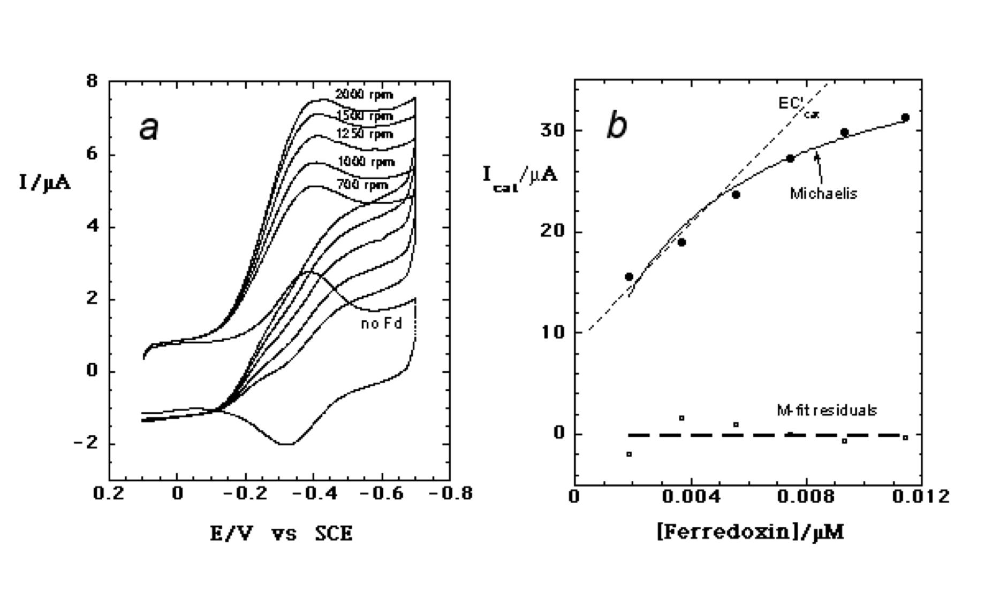 a
8
6
4
2
0
-2
I/μA
2000 rpm
1500 rpm
1250 rpm
1000 rpm
700 rpm
no Fd
0.2 0 -0.2 -0.4 -0.6 -0.8
E/V vs SCE
b
30
20
10
0
Icat/μA
EC'cat
Michaelis
M-fit residuals
0 0.004 0.008 0.012
[Ferredoxin]/μM